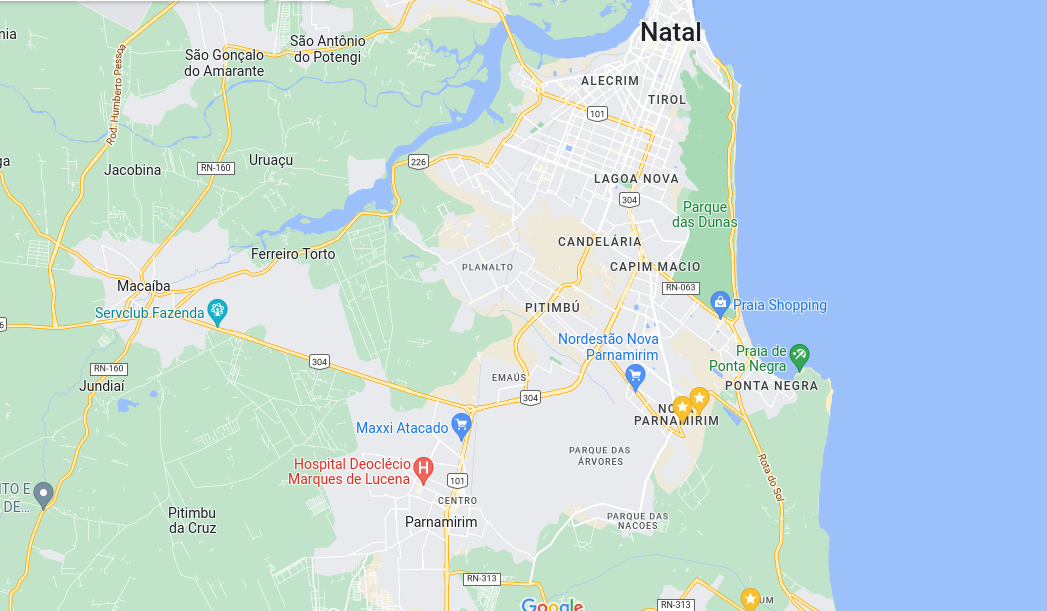 Natal
nia
São Antônio
do Potengi
São Gonçalo
do Amarante
ALECRIM
Rod. Humberto Pessoa
TIROL
101
ga
226
Uruaçu
RN-160
Jacobina
LAGOA NOVA
304
Parque
das Dunas
CANDELÁRIA
Ferreiro Torto
PLANALTO
CAPIM MACIO
Macaíba
RN-063
Servclub Fazenda
PITIMBÚ
Praia Shopping
6
Nordestão Nova
Parnamirim
304
Praia de
Ponta Negra
RN-160
Jundiaí
EMAÚS
PONTA NEGRA
304
NO
PARNAMIRIM
Maxxi Atacado
PARQUE DAS
ÁRVORES
Hospital Deoclécio
Marques de Lucena
Rota do Sol
101
NTO E
DE...
CENTRO
Pitimbu
da Cruz
Parnamirim
PARQUE DAS
NACOES
RN-313
Google
RN-313
UM